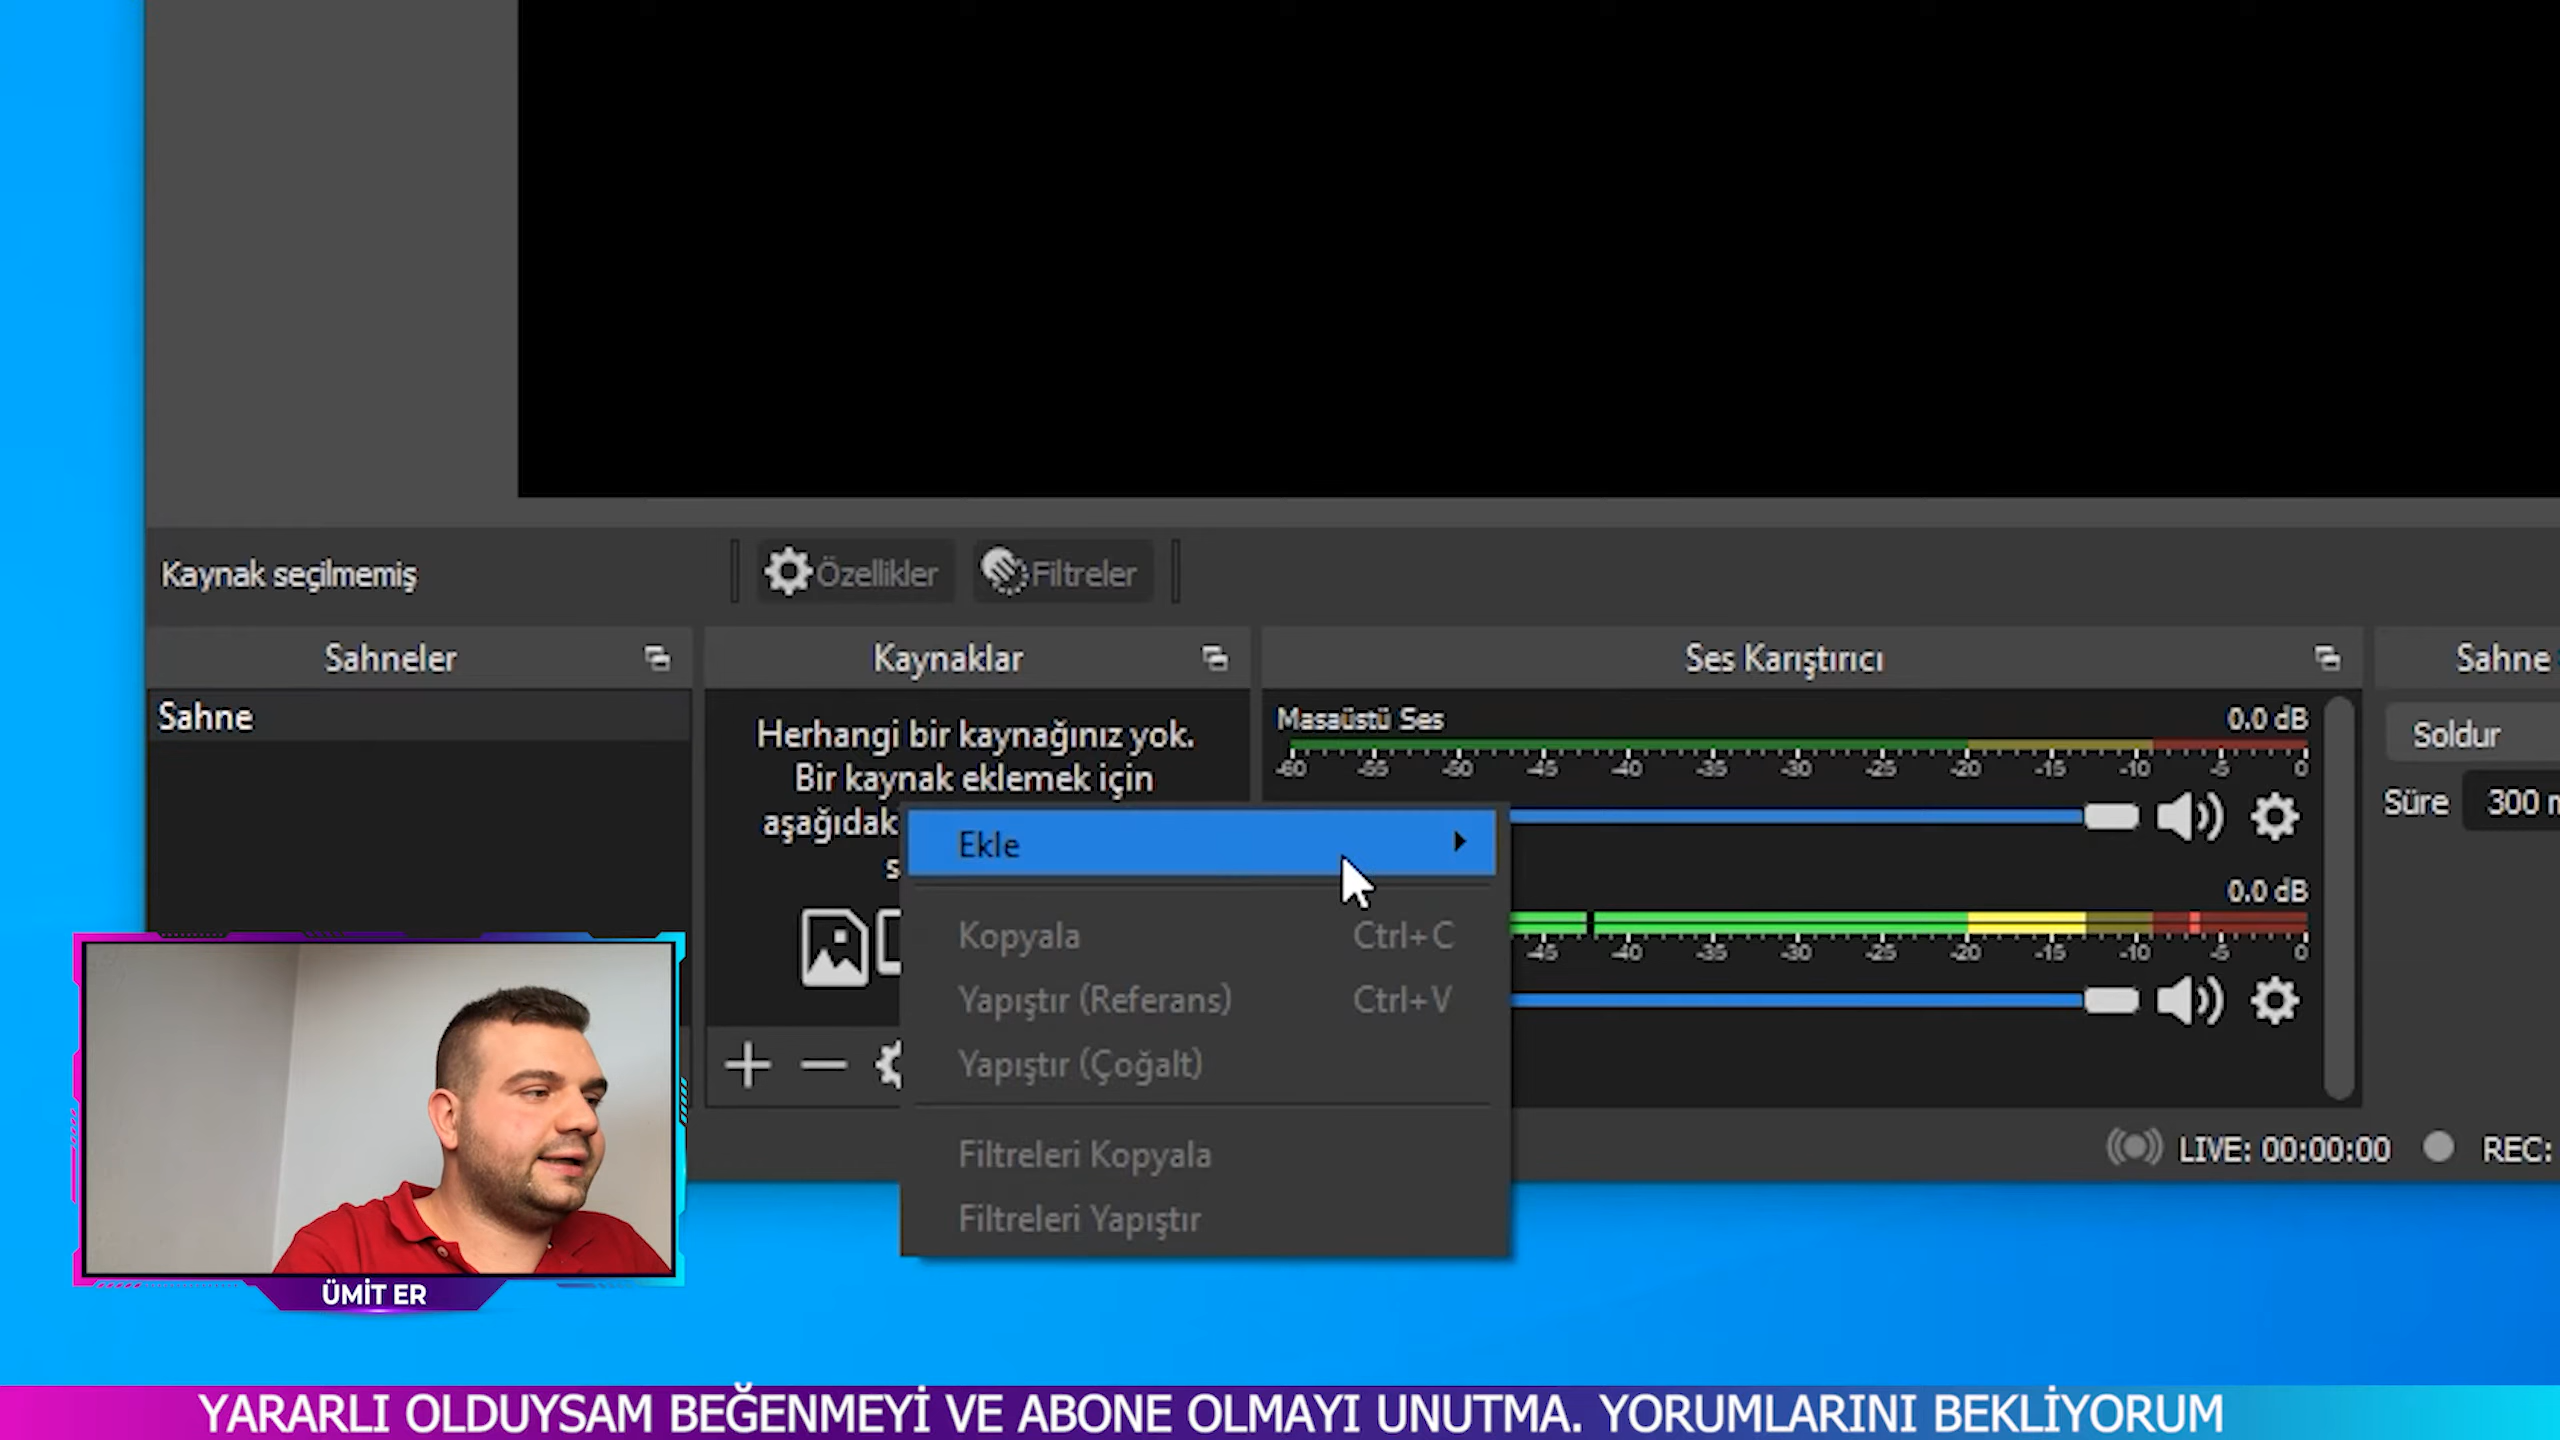 Kaynak seçilmemiş
Özellikler
Filtreler
Sahneler
Kaynaklar
Ses Karıştırıcı
Sahne
Sahne
Herhangi bir kaynağınız yok.
Bir kaynak eklemek için
aşağıdak
s
Masaüstü Ses
0.0 dB
-60 -55 -50 -45 -40 -35 -30 -25 -20 -15 -10 -5 0
0.0 dB
-45 -40 -35 -30 -25 -20 -15 -10 -5 0
Soldur
Süre 300 m
Ekle
Kopyala Ctrl+C
Yapıştır (Referans) Ctrl+V
Yapıştır (Çoğalt)
Filtreleri Kopyala
Filtreleri Yapıştır
LIVE: 00:00:00
REC:
ÜMİT ER
YARARLI OLDUYSAM BEĞENMEYİ VE ABONE OLMAYI UNUTMA. YORUMLARINI BEKLİYORUM